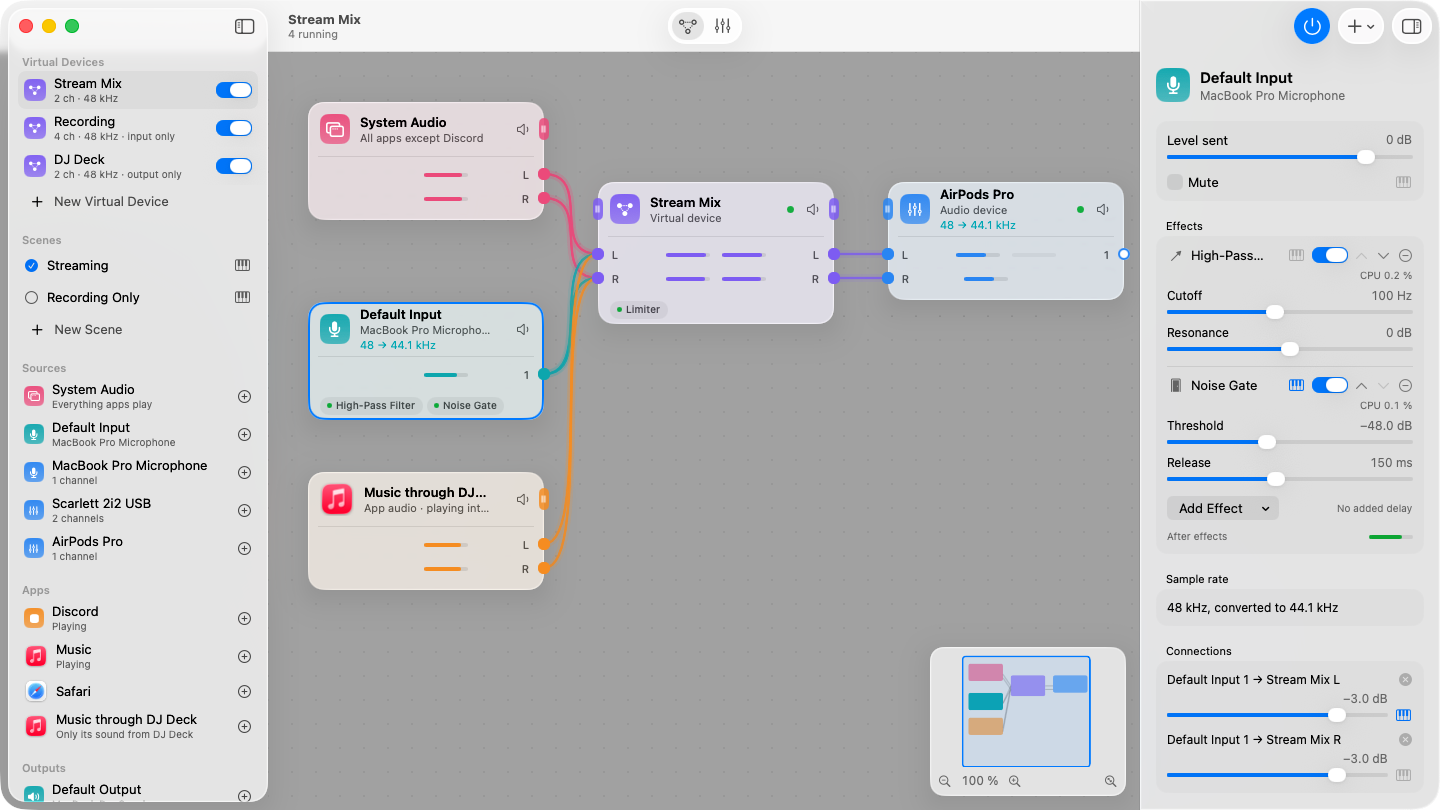 Stream Mix
4 running
Virtual Devices
Stream Mix
2 ch · 48 kHz
Recording
4 ch · 48 kHz · input only
DJ Deck
2 ch · 48 kHz · output only
New Virtual Device
Scenes
Streaming
Recording Only
New Scene
Sources
System Audio
Everything apps play
Default Input
MacBook Pro Microphone
MacBook Pro Microphone
1 channel
Scarlett 2i2 USB
2 channels
AirPods Pro
1 channel
Apps
Discord
Playing
Music
Playing
Safari
Music through DJ Deck
Only its sound from DJ Deck
Outputs
Default Output
System Audio
All apps except Discord
L
R
Default Input
MacBook Pro Micropho...
48 → 44.1 kHz
1
High-Pass Filter
Noise Gate
Music through DJ...
App audio · playing int...
L
R
Stream Mix
Virtual device
L
L
R
R
Limiter
AirPods Pro
Audio device
48 → 44.1 kHz
L
1
R
100 %
Default Input
MacBook Pro Microphone
Level sent
0 dB
Mute
Effects
High-Pass...
CPU 0.2 %
Cutoff
100 Hz
Resonance
0 dB
Noise Gate
CPU 0.1 %
Threshold
−48.0 dB
Release
150 ms
Add Effect
No added delay
After effects
Sample rate
48 kHz, converted to 44.1 kHz
Connections
Default Input 1 → Stream Mix L
−3.0 dB
Default Input 1 → Stream Mix R
−3.0 dB